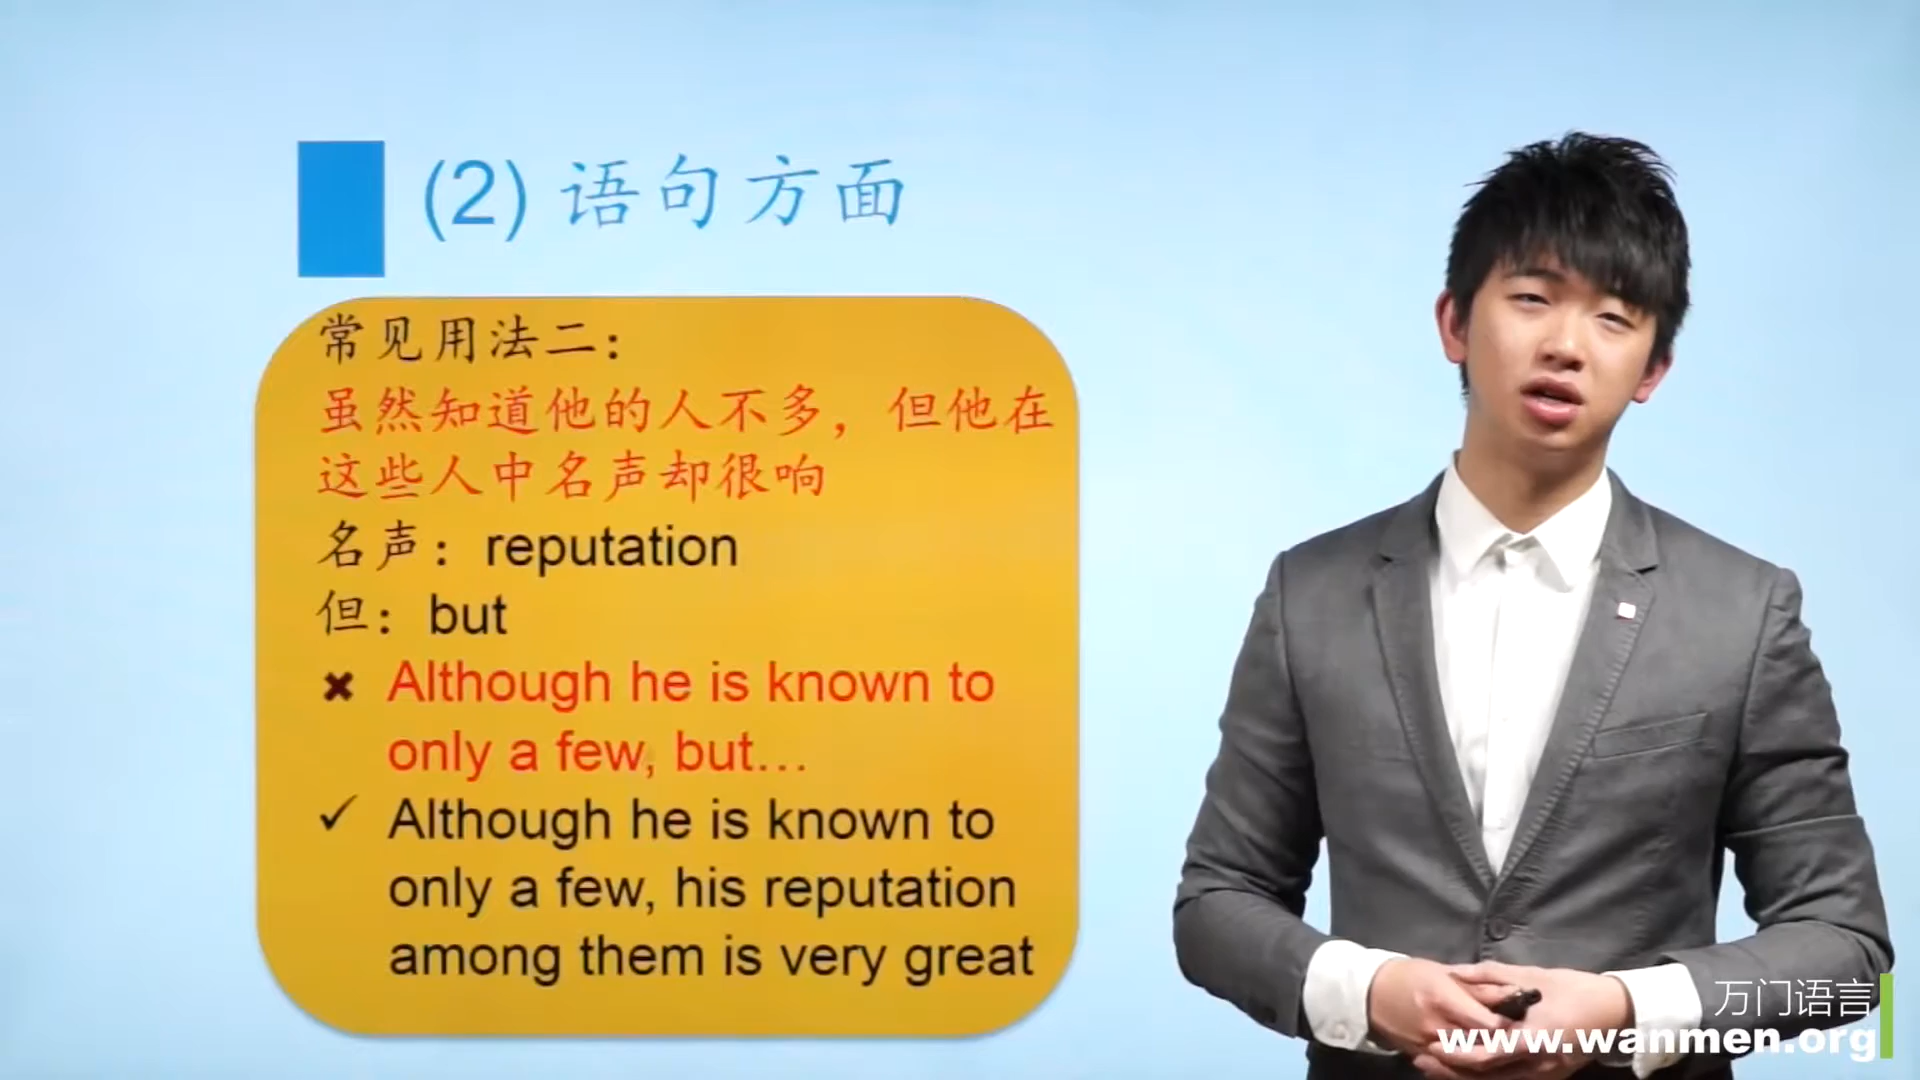 (2) 语句方面
常见用法二：
虽然知道他的人不多，但他在
这些人中名声却很响
名声：reputation
但：but
✖ Although he is known to
only a few, but…
✓ Although he is known to
only a few, his reputation
among them is very great
万门语言
www.wanmen.org